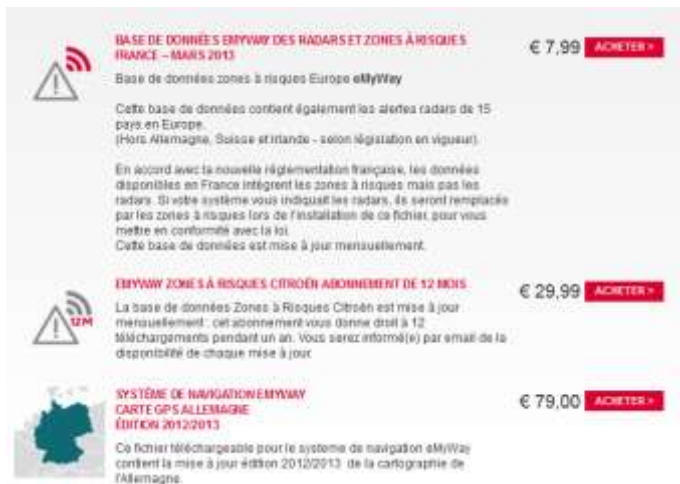 BASE DE DONNÉES EMYWAY DES RADARS ET ZONES À RISQUES
FRANCE – MARS 2013
€ 7,99 ACHETER >
Base de données zones à risques Europe eMyWay
Cette base de données contient également les alertes radars de 15
pays en Europe.
(Hors Allemagne, Suisse et Irlande - selon législation en vigueur).
En accord avec la nouvelle réglementation française, les données
disponibles en France intègrent les zones à risques mais pas les
radars. Si votre système vous indiquait les radars, ils seront remplacés
par les zones à risques lors de l'installation de ce fichier, pour vous
mettre en conformité avec la loi.
Cette base de données est mise à jour mensuellement.
12M
EMYWAY ZONES À RISQUES CITROËN ABONNEMENT DE 12 MOIS
€ 29,99 ACHETER >
La base de données Zones à Risques Citroën est mise à jour
mensuellement : cet abonnement vous donne droit à 12
téléchargements pendant un an. Vous serez informé(e) par email de la
disponibilité de chaque mise à jour
SYSTÈME DE NAVIGATION EMYWAY
CARTE GPS ALLEMAGNE
ÉDITION 2012/2013
€ 79,00 ACHETER >
Ce fichier téléchargeable pour le systeme de navigation eMyWay
contient la mise à jour édition 2012/2013 de la cartographie de
l'Allemagne.